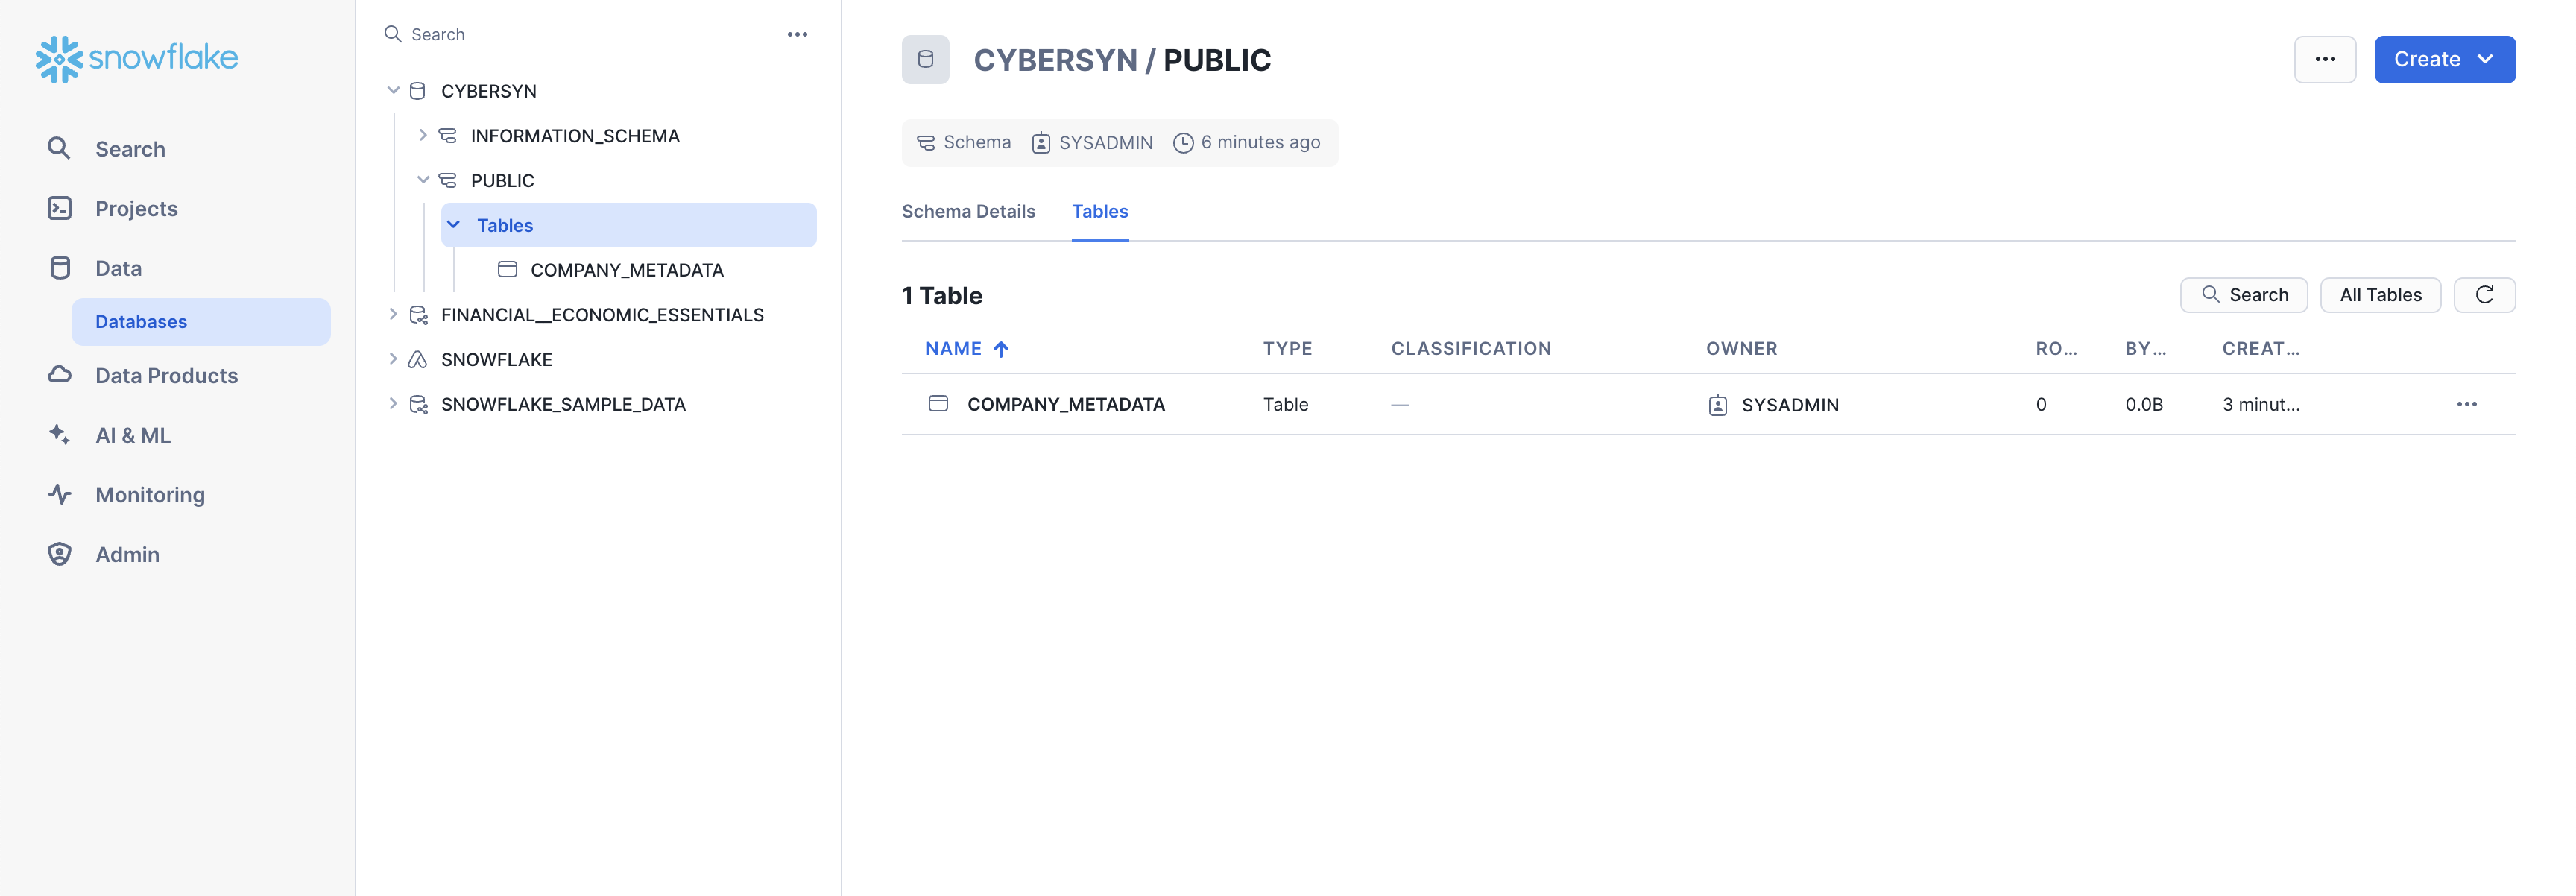 snowflake
Search
Projects
Data
Databases
Data Products
AI & ML
Monitoring
Admin
Search
CYBERSYN
INFORMATION_SCHEMA
PUBLIC
Tables
COMPANY_METADATA
FINANCIAL__ECONOMIC_ESSENTIALS
SNOWFLAKE
SNOWFLAKE_SAMPLE_DATA
CYBERSYN / PUBLIC
Create
Schema SYSADMIN 6 minutes ago
Schema Details Tables
1 Table
Search All Tables
NAME TYPE CLASSIFICATION OWNER RO... BY... CREAT...
COMPANY_METADATA Table — SYSADMIN 0 0.0B 3 minut...